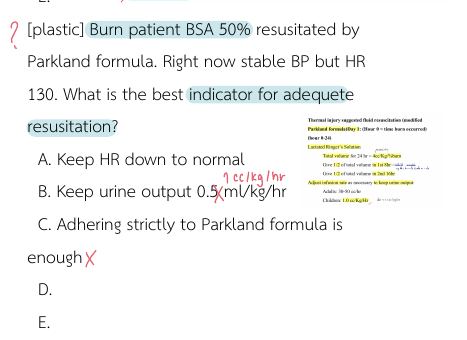 ? [plastic] Burn patient BSA 50% resusitated by
Parkland formula. Right now stable BP but HR
130. What is the best indicator for adequete
resusitation?
A. Keep HR down to normal
B. Keep urine output 0.5 ml/kg/hr
1 cc/kg/hr
C. Adhering strictly to Parkland formula is
enough X
D.
E.
Thermal injury suggested fluid resuscitation (modified
Parkland formula)Day 1: (Hour 0 = time burn occurred)
(hour 0-24)
Lactated Ringer's Solution
Total volume for 24 hr = 4cc/Kg/%burn
Give 1/2 of total volume in 1st 8hr
Give 1/2 of total volume in 2nd 16hr
Adjust infusion rate as necessary to keep urine output
Adults: 30-50 cc/hr
Children: 1.0 cc/Kg/Hr